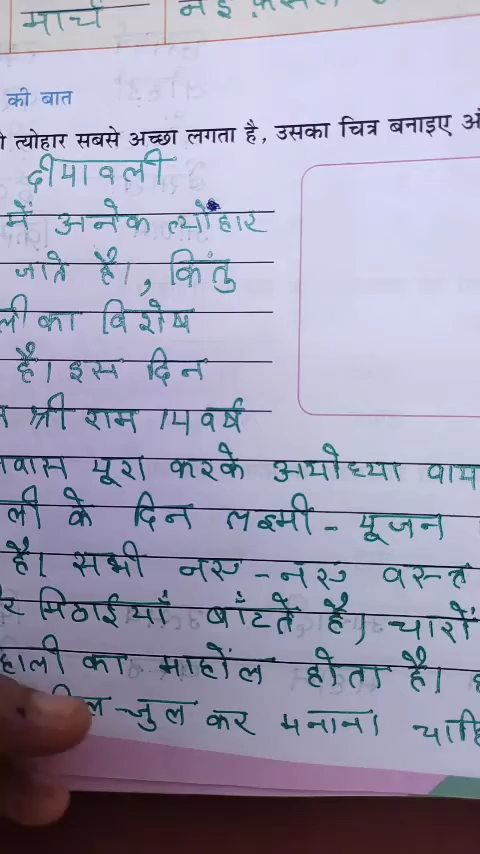 मार्च
की बात
त्योहार सबसे अच्छा लगता है, उसका चित्र बनाइए
दीपावली
में अनेक त्योहार
जाते है।, किंतु
ली का विशेष
है। इस दिन
श्री राम 14 वर्ष
वास पूरा करके अयोध्या वाप
ली के दिन लक्ष्मी - पूजन
है। सभी नए - नए वस्त्र
मिठाईयाँ बाँटते है, चारों
हाली का माहोंल होता है।
मिल-जुल कर मनाना चाहि